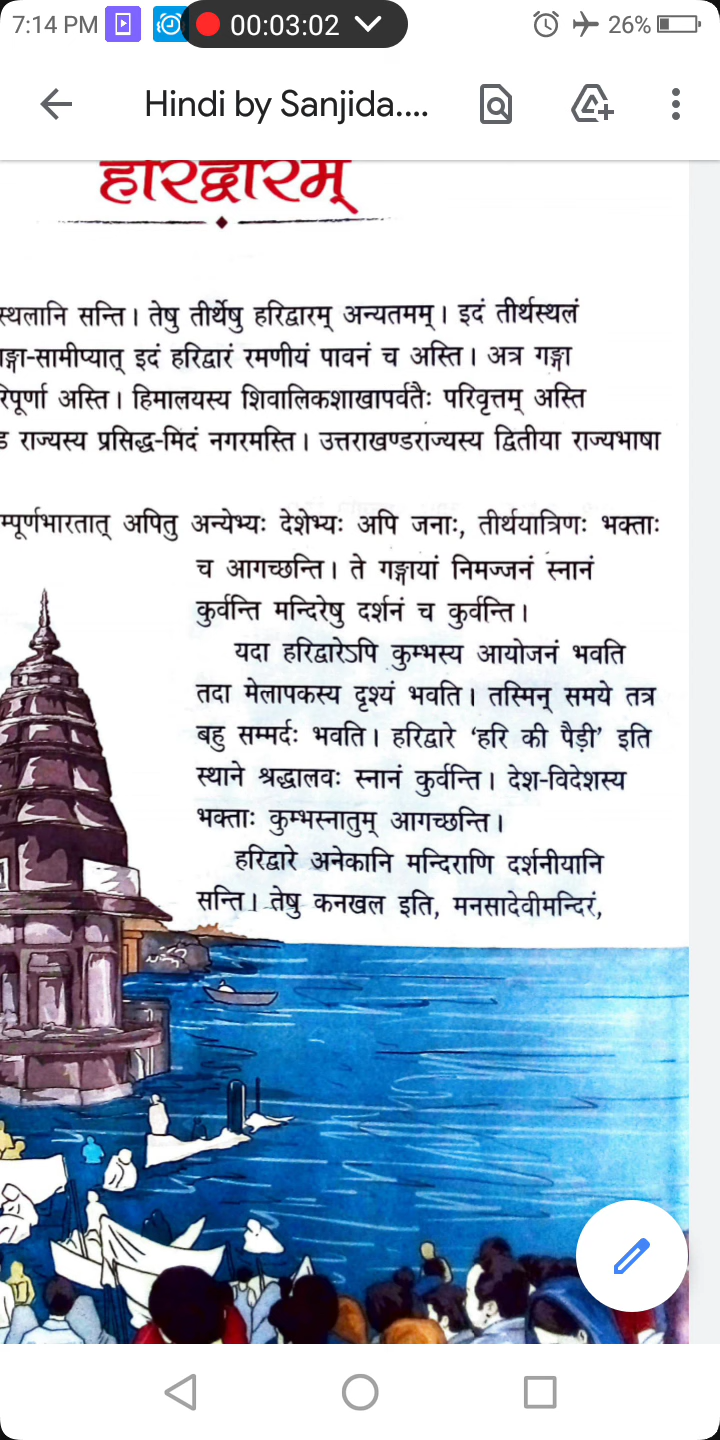 7:14 PM 00:03:02 26%
Hindi by Sanjida....
हरिद्वारम्
स्थलानि सन्ति। तेषु तीर्थेषु हरिद्वारम् अन्यतमम्। इदं तीर्थस्थलं
ङ्गा-सामीप्यात् इदं हरिद्वारं रमणीयं पावनं च अस्ति। अत्र गङ्गा
रिपूर्णा अस्ति। हिमालयस्य शिवालिकशाखापर्वतैः परिवृत्तम् अस्ति
ड राज्यस्य प्रसिद्ध-मिदं नगरमस्ति। उत्तराखण्डराज्यस्य द्वितीया राज्यभाषा
म्पूर्णभारतात् अपितु अन्येभ्यः देशेभ्यः अपि जनाः, तीर्थयात्रिणः भक्ताः
च आगच्छन्ति। ते गङ्गायां निमज्जनं स्नानं
कुर्वन्ति मन्दिरेषु दर्शनं च कुर्वन्ति।
यदा हरिद्वारेऽपि कुम्भस्य आयोजनं भवति
तदा मेलापकस्य दृश्यं भवति। तस्मिन् समये तत्र
बहु सम्मर्दः भवति। हरिद्वारे ‘हरि की पैड़ी’ इति
स्थाने श्रद्धालवः स्नानं कुर्वन्ति। देश-विदेशस्य
भक्ताः कुम्भस्नातुम् आगच्छन्ति।
हरिद्वारे अनेकानि मन्दिराणि दर्शनीयानि
सन्ति। तेषु कनखल इति, मनसादेवीमन्दिरं,